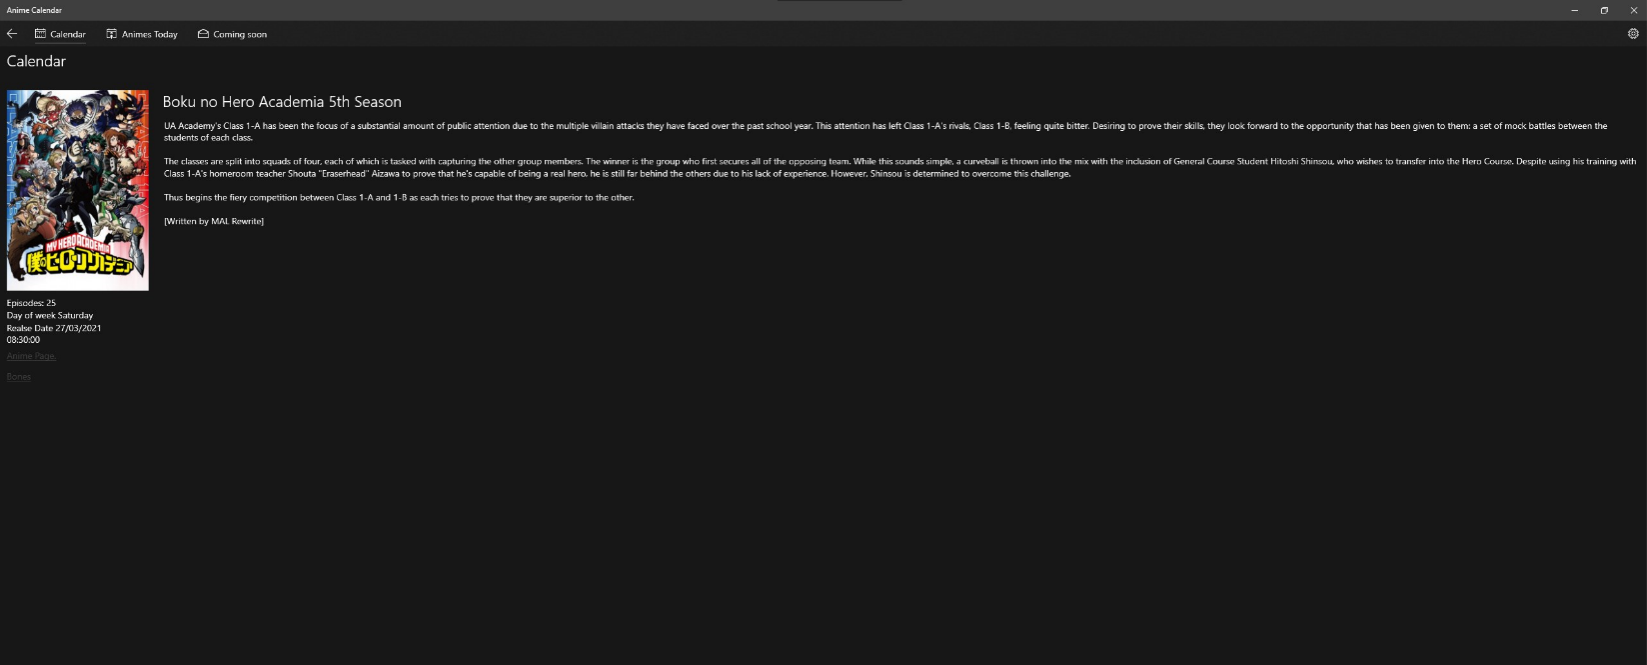 Anime Calendar
Calendar
Animes Today
Coming soon
Calendar
Boku no Hero Academia 5th Season
UA Academy's Class 1-A has been the focus of a substantial amount of public attention due to the multiple villain attacks they have faced over the past school year. This attention has left Class 1-A's rivals, Class 1-B, feeling quite bitter. Desiring to prove their skills, they look forward to the opportunity that has been given to them: a set of mock battles between the
students of each class.
The classes are split into squads of four, each of which is tasked with capturing the other group members. The winner is the group who first secures all of the opposing team. While this sounds simple, a curveball is thrown into the mix with the inclusion of General Course Student Hitoshi Shinsou, who wishes to transfer into the Hero Course. Despite using his training with
Class 1-A's homeroom teacher Shouta "Eraserhead" Aizawa to prove that he's capable of being a real hero, he is still far behind the others due to his lack of experience. However, Shinsou is determined to overcome this challenge.
Thus begins the fiery competition between Class 1-A and 1-B as each tries to prove that they are superior to the other.
[Written by MAL Rewrite]
MY HERO ACADEMIA
僕のヒーローアカデミア
Episodes: 25
Day of week Saturday
Realse Date 27/03/2021
08:30:00
Anime Page.
Bones